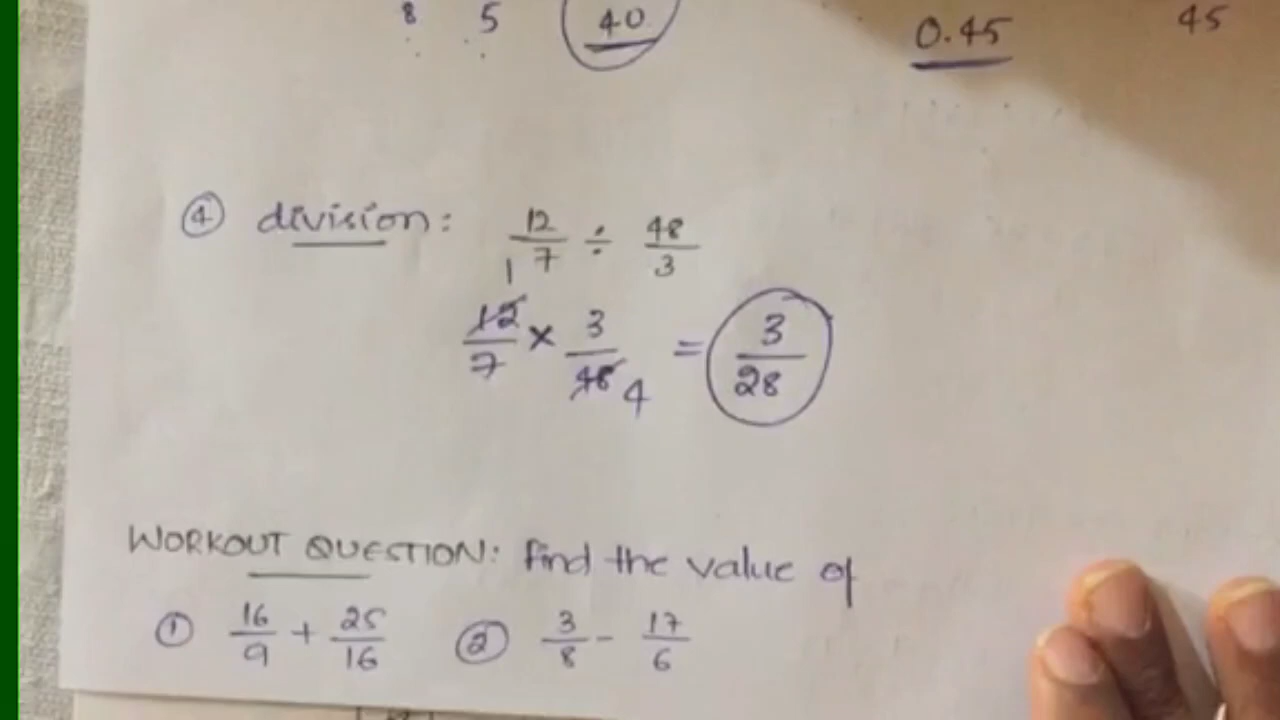 8 5 40 0.45 45
④ division: 12/7 ÷ 48/3
1
12/7 × 3/48 4 = 3/28
WORKOUT QUESTION: find the value of
① 16/9 + 25/16 ② 3/8 - 17/6